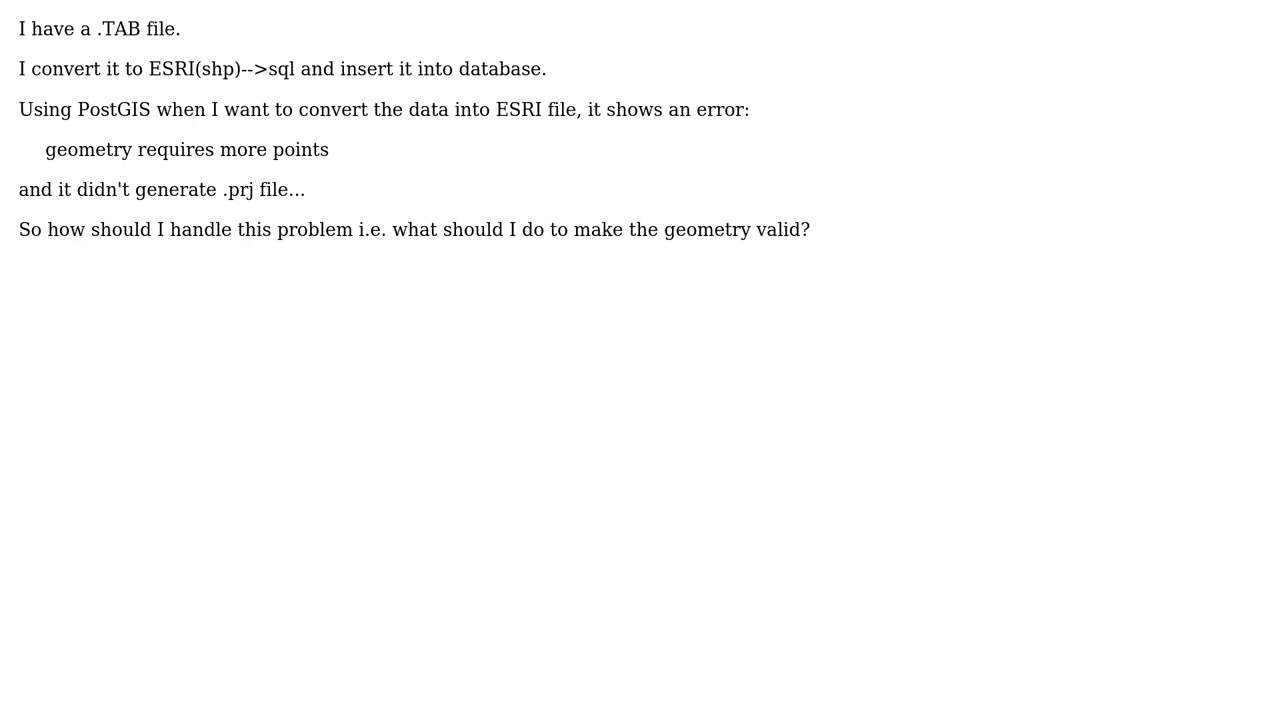 I have a .TAB file.
I convert it to ESRI(shp)-->sql and insert it into database.
Using PostGIS when I want to convert the data into ESRI file, it shows an error:
geometry requires more points
and it didn't generate .prj file...
So how should I handle this problem i.e. what should I do to make the geometry valid?